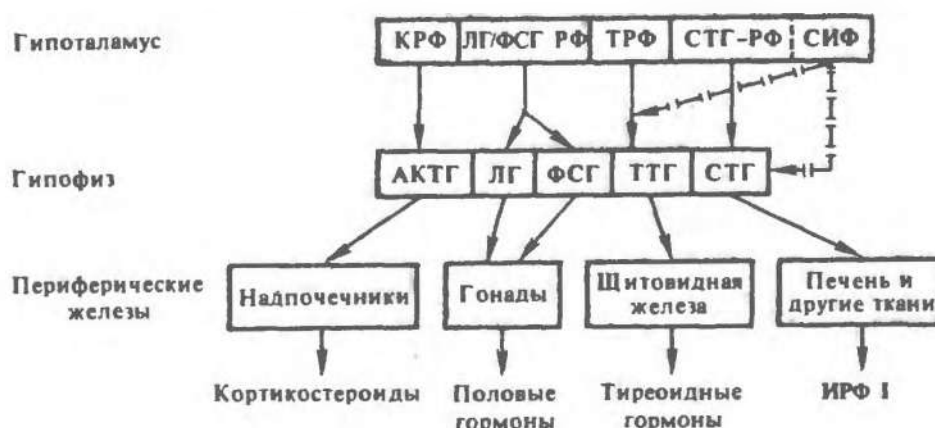 Гипоталамус
КРФ ЛГ/ФСГ РФ ТРФ СТГ-РФ СИФ
Гипофиз
АКТГ ЛГ ФСГ ТТГ СТГ
Периферические
железы
Надпочечники
Гонады
Щитовидная
железа
Печень и
другие ткани
Кортикостероиды
Половые
гормоны
Тиреоидные
гормоны
ИРФ I